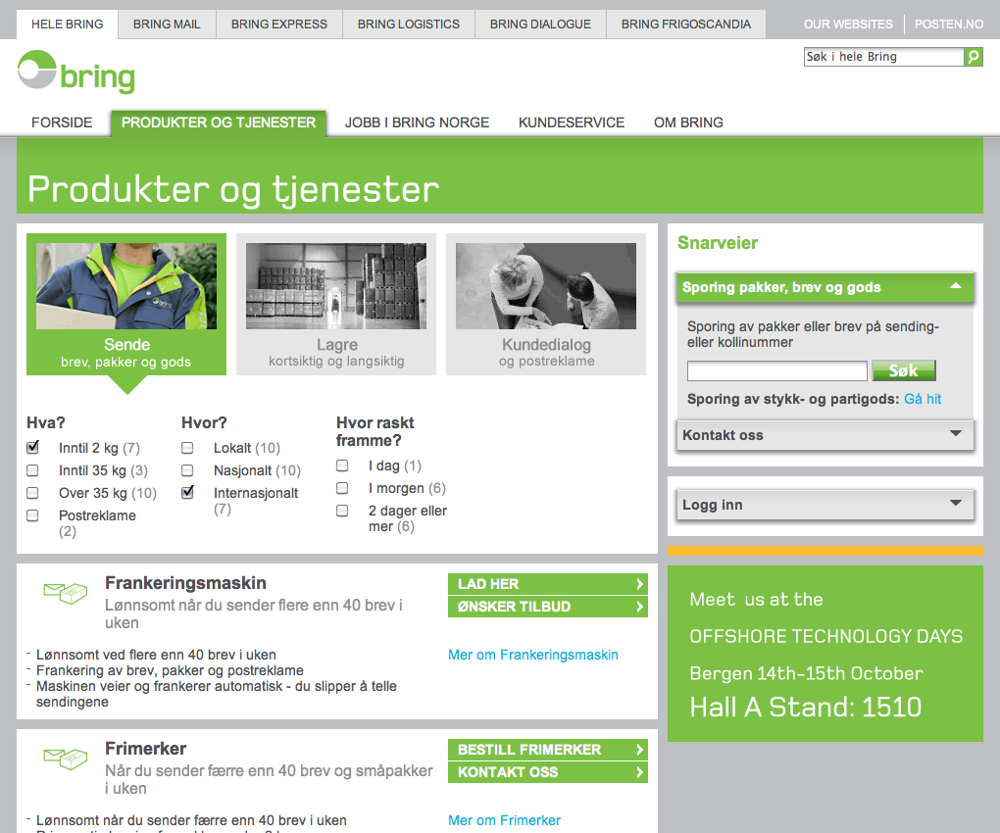 HELE BRING
BRING MAIL
BRING EXPRESS
BRING LOGISTICS
BRING DIALOGUE
BRING FRIGOSCANDIA
OUR WEBSITES
POSTEN.NO
Søk i hele Bring
bring
FORSIDE
PRODUKTER OG TJENESTER
JOBB I BRING NORGE
KUNDESERVICE
OM BRING
Produkter og tjenester
Sende
brev, pakker og gods
Lagre
kortsiktig og langsiktig
Kundedialog
og postreklame
Hva?
Inntil 2 kg (7)
Inntil 35 kg (3)
Over 35 kg (10)
Postreklame
(2)
Hvor?
Lokalt (10)
Nasjonalt (10)
Internasjonalt
(7)
Hvor raskt
framme?
I dag (1)
I morgen (6)
2 dager eller
mer (6)
Frankeringsmaskin
Lønnsomt når du sender flere enn 40 brev i
uken
LAD HER
ØNSKER TILBUD
- Lønnsomt ved flere enn 40 brev i uken
- Frankering av brev, pakker og postreklame
- Maskinen veier og frankerer automatisk - du slipper å telle
sendingene
Mer om Frankeringsmaskin
Frimerker
Når du sender færre enn 40 brev og småpakker
i uken
BESTILL FRIMERKER
KONTAKT OSS
- Lønnsomt når du sender færre enn 40 brev i uken
Mer om Frimerker
Snarveier
Sporing pakker, brev og gods
Sporing av pakker eller brev på sending-
eller kollinummer
Søk
Sporing av stykk- og partigods: Gå hit
Kontakt oss
Logg inn
Meet us at the
OFFSHORE TECHNOLOGY DAYS
Bergen 14th-15th October
Hall A Stand: 1510